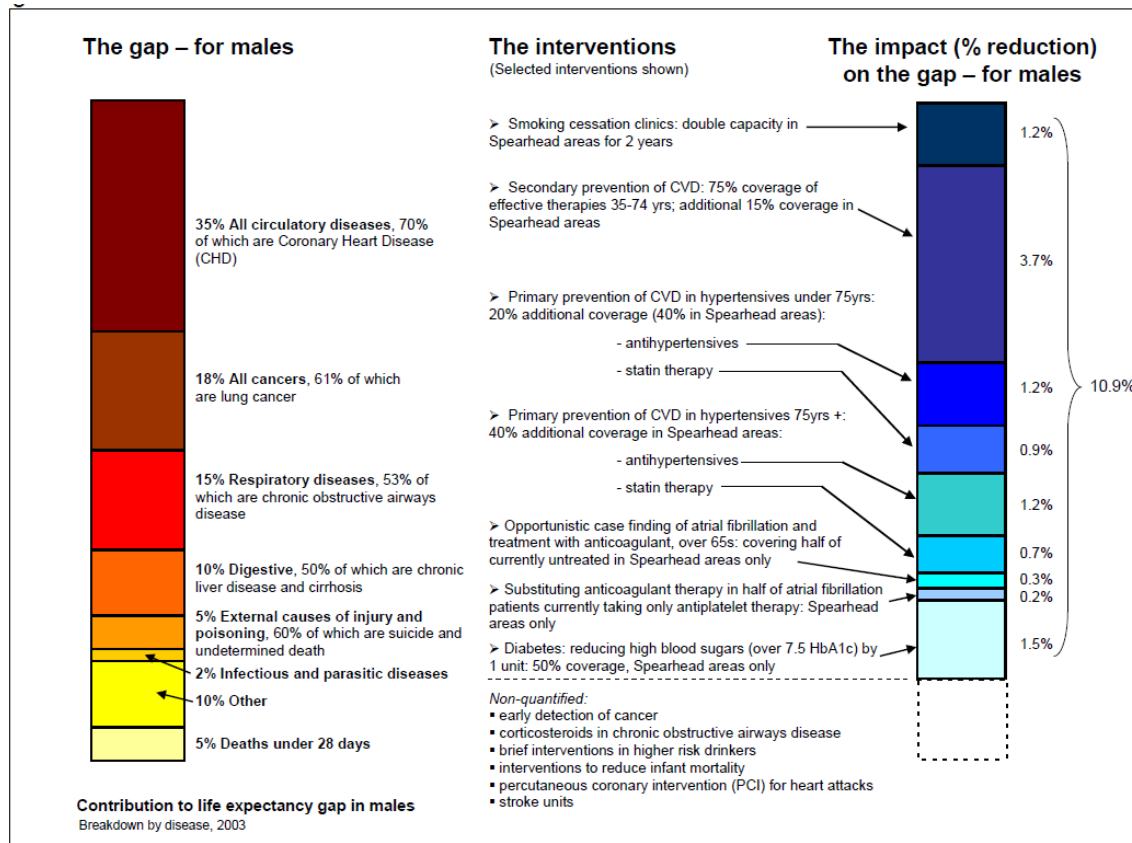 The gap – for males
35% All circulatory diseases, 70%
of which are Coronary Heart Disease
(CHD)
18% All cancers, 61% of which
are lung cancer
15% Respiratory diseases, 53% of
which are chronic obstructive airways
disease
10% Digestive, 50% of which are chronic
liver disease and cirrhosis
5% External causes of injury and
poisoning, 60% of which are suicide and
undetermined death
2% Infectious and parasitic diseases
10% Other
5% Deaths under 28 days
Contribution to life expectancy gap in males
Breakdown by disease, 2003
The interventions
(Selected interventions shown)
➢ Smoking cessation clinics: double capacity in
Spearhead areas for 2 years
➢ Secondary prevention of CVD: 75% coverage of
effective therapies 35-74 yrs; additional 15% coverage in
Spearhead areas
➢ Primary prevention of CVD in hypertensives under 75yrs:
20% additional coverage (40% in Spearhead areas):
- antihypertensives
- statin therapy
➢ Primary prevention of CVD in hypertensives 75yrs +:
40% additional coverage in Spearhead areas:
- antihypertensives
- statin therapy
➢ Opportunistic case finding of atrial fibrillation and
treatment with anticoagulant, over 65s: covering half of
currently untreated in Spearhead areas only
➢ Substituting anticoagulant therapy in half of atrial fibrillation
patients currently taking only antiplatelet therapy: Spearhead
areas only
➢ Diabetes: reducing high blood sugars (over 7.5 HbA1c) by
1 unit: 50% coverage, Spearhead areas only
Non-quantified:
▪ early detection of cancer
▪ corticosteroids in chronic obstructive airways disease
▪ brief interventions in higher risk drinkers
▪ interventions to reduce infant mortality
▪ percutaneous coronary intervention (PCI) for heart attacks
▪ stroke units
The impact (% reduction)
on the gap – for males
1.2%
3.7%
1.2%
0.9%
1.2%
0.7%
0.3%
0.2%
1.5%
10.9%